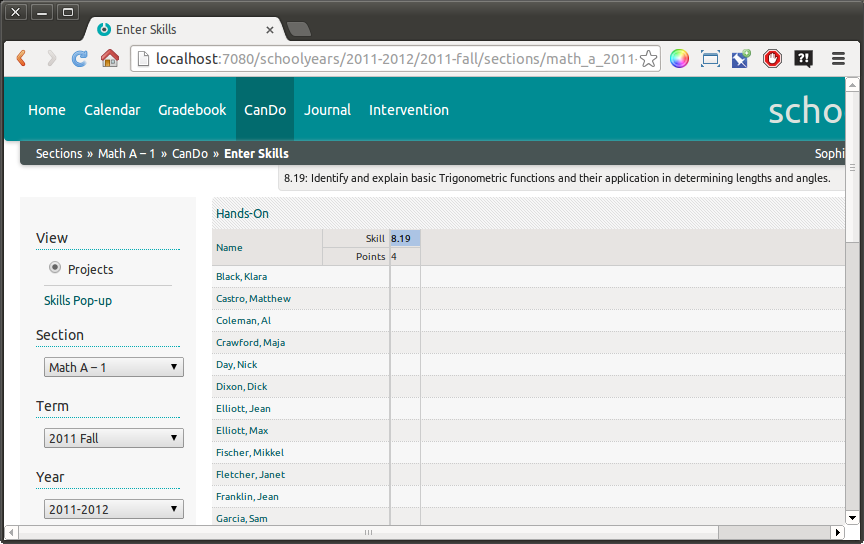 Enter Skills
localhost:7080/schoolyears/2011-2012/2011-fall/sections/math_a_2011-
Home Calendar Gradebook CanDo Journal Intervention
scho
Sections » Math A – 1 » CanDo » Enter Skills
Sophi
8.19: Identify and explain basic Trigonometric functions and their application in determining lengths and angles.
View
Projects
Skills Pop-up
Section
Math A – 1
Term
2011 Fall
Year
2011-2012
Hands-On
Name
Skill 8.19
Points 4
Black, Klara
Castro, Matthew
Coleman, Al
Crawford, Maja
Day, Nick
Dixon, Dick
Elliott, Jean
Elliott, Max
Fischer, Mikkel
Fletcher, Janet
Franklin, Jean
Garcia, Sam